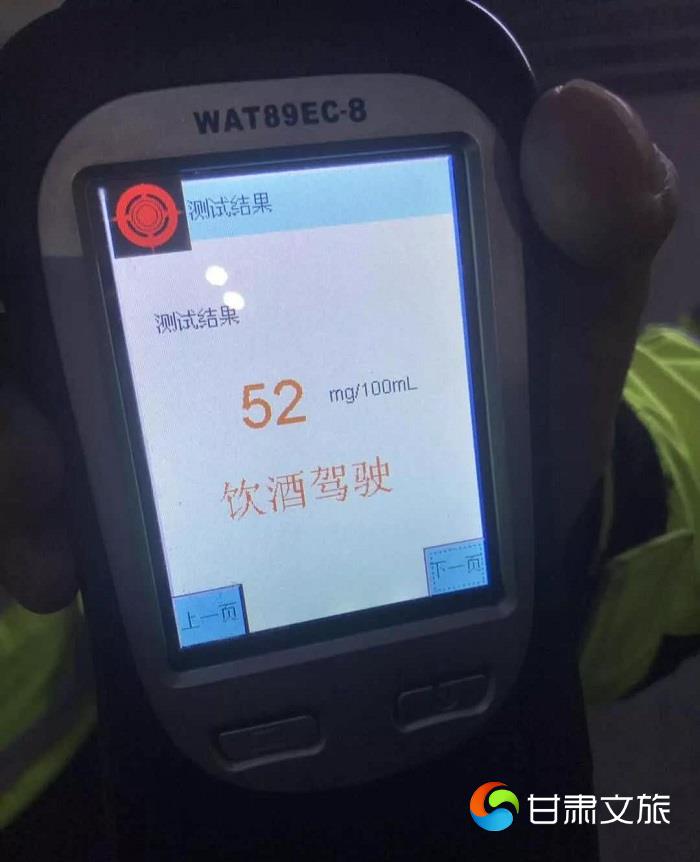 WAT89EC-8
测试结果
测试结果
52 mg/100mL
饮酒驾驶
下一页
上一页
甘肃文旅